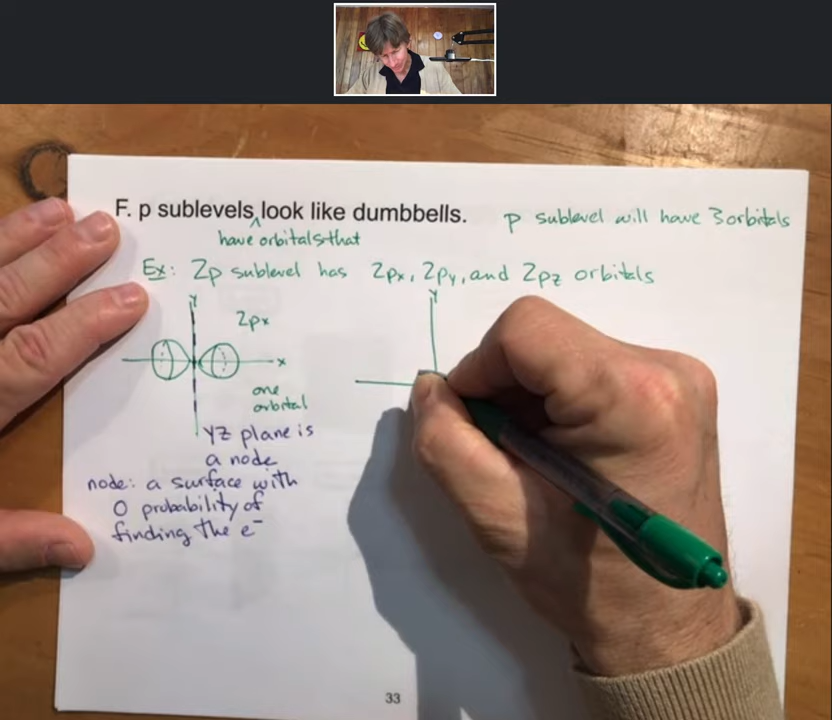 F. p sublevels look like dumbbells. p sublevel will have 3 orbitals
^
have orbitals that
Ex: 2p sublevel has 2px, 2py, and 2pz orbitals
Y
2px
x
one
orbital
YZ plane is
a node
node: a surface with
0 probability of
finding the e⁻
Y
33